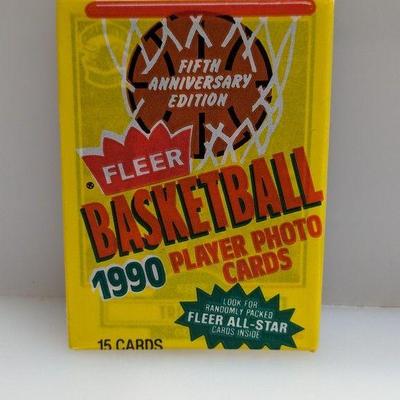 FIFTH
ANNIVERSARY
EDITION
FLEER
®
BASKETBALL
1990 PLAYER PHOTO
CARDS
LOOK FOR
RANDOMLY PACKED
FLEER ALL-STAR
CARDS INSIDE
15 CARDS